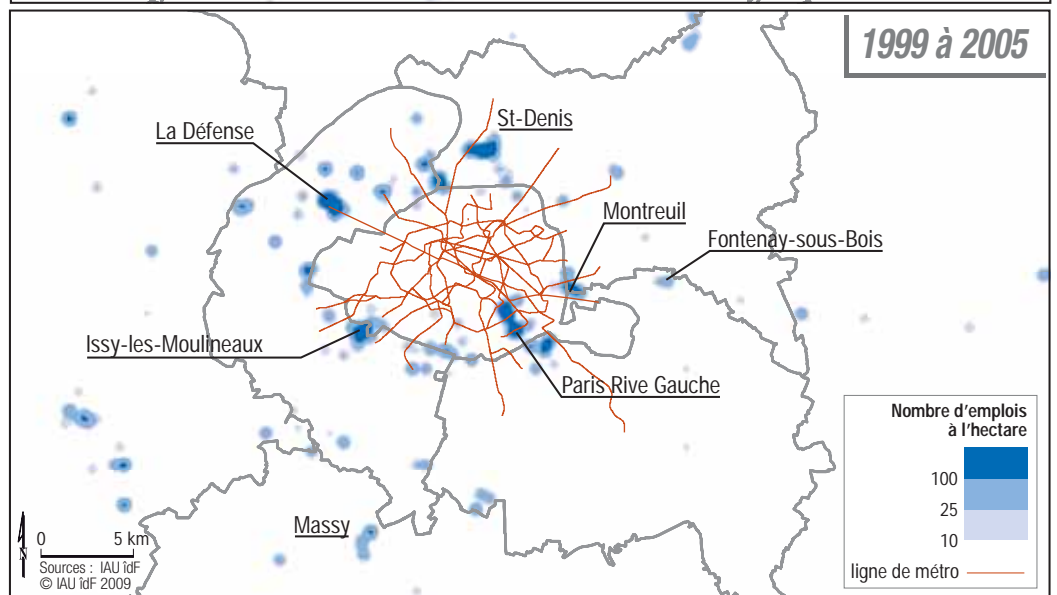 1999 à 2005
St-Denis
La Défense
Montreuil
Fontenay-sous-Bois
Issy-les-Moulineaux
Paris Rive Gauche
Massy
Nombre d'emplois
à l'hectare
100
25
10
ligne de métro
N
0 5 km
Sources : IAU îdF
© IAU îdF 2009